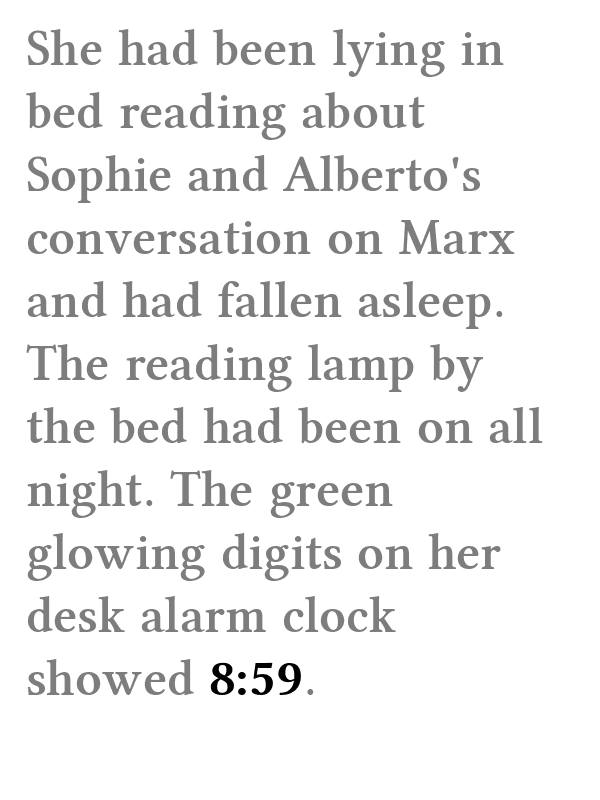 She had been lying in
bed reading about
Sophie and Alberto's
conversation on Marx
and had fallen asleep.
The reading lamp by
the bed had been on all
night. The green
glowing digits on her
desk alarm clock
showed 8:59.